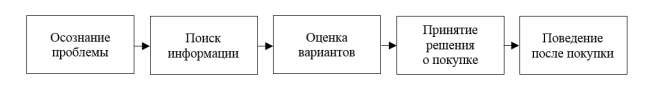 Осознание
проблемы
Поиск
информации
Оценка
вариантов
Принятие
решения
о покупке
Поведение
после покупки